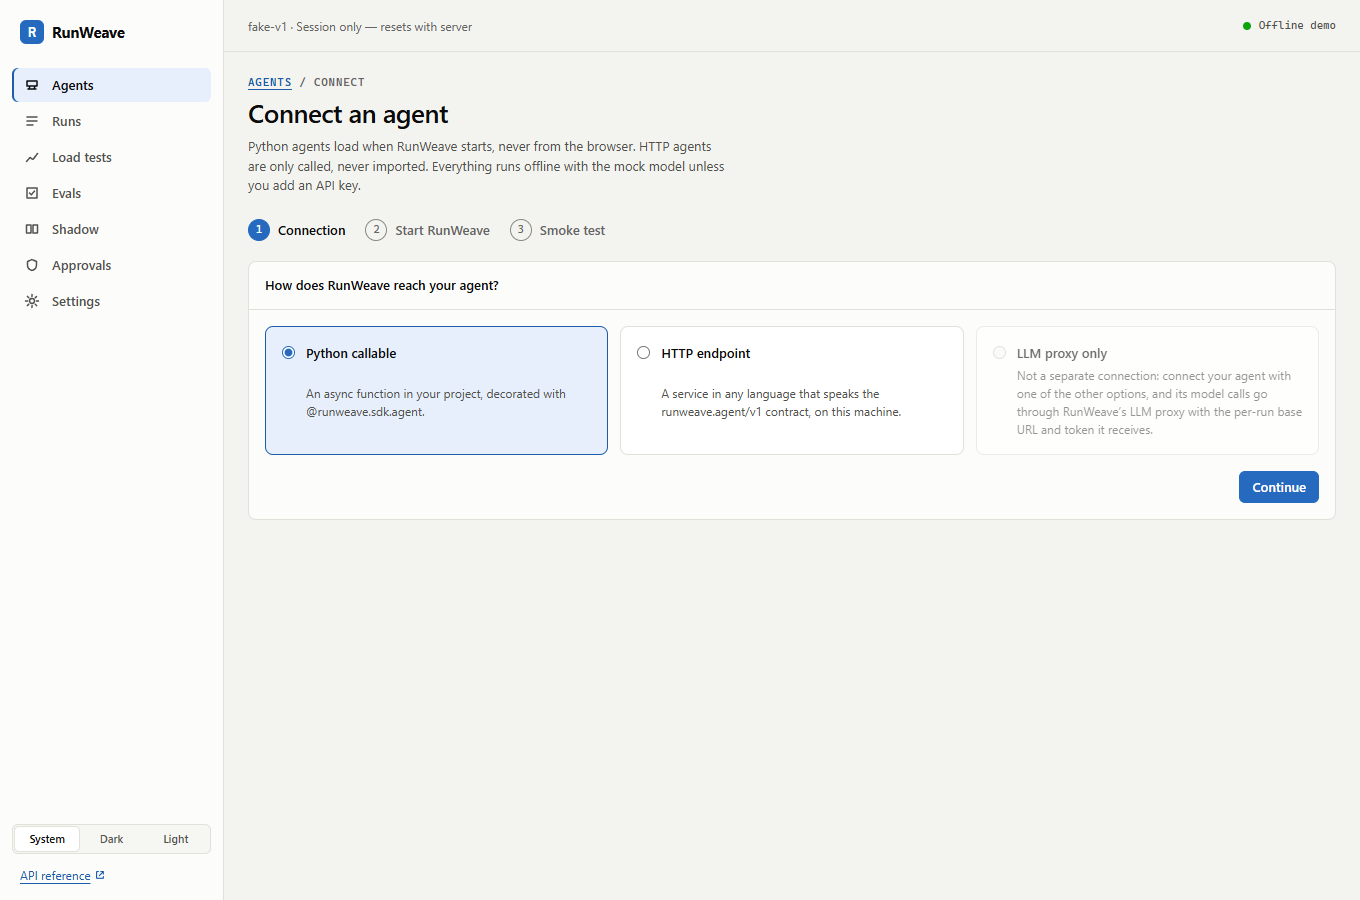 R RunWeave
Agents
Runs
Load tests
Evals
Shadow
Approvals
Settings
System Dark Light
API reference
fake-v1 · Session only — resets with server
Offline demo
AGENTS / CONNECT
Connect an agent
Python agents load when RunWeave starts, never from the browser. HTTP agents
are only called, never imported. Everything runs offline with the mock model unless
you add an API key.
1 Connection 2 Start RunWeave 3 Smoke test
How does RunWeave reach your agent?
Python callable
An async function in your project, decorated with
@runweave.sdk.agent.
HTTP endpoint
A service in any language that speaks the
runweave.agent/v1 contract, on this machine.
LLM proxy only
Not a separate connection: connect your agent with
one of the other options, and its model calls go
through RunWeave’s LLM proxy with the per-run base
URL and token it receives.
Continue